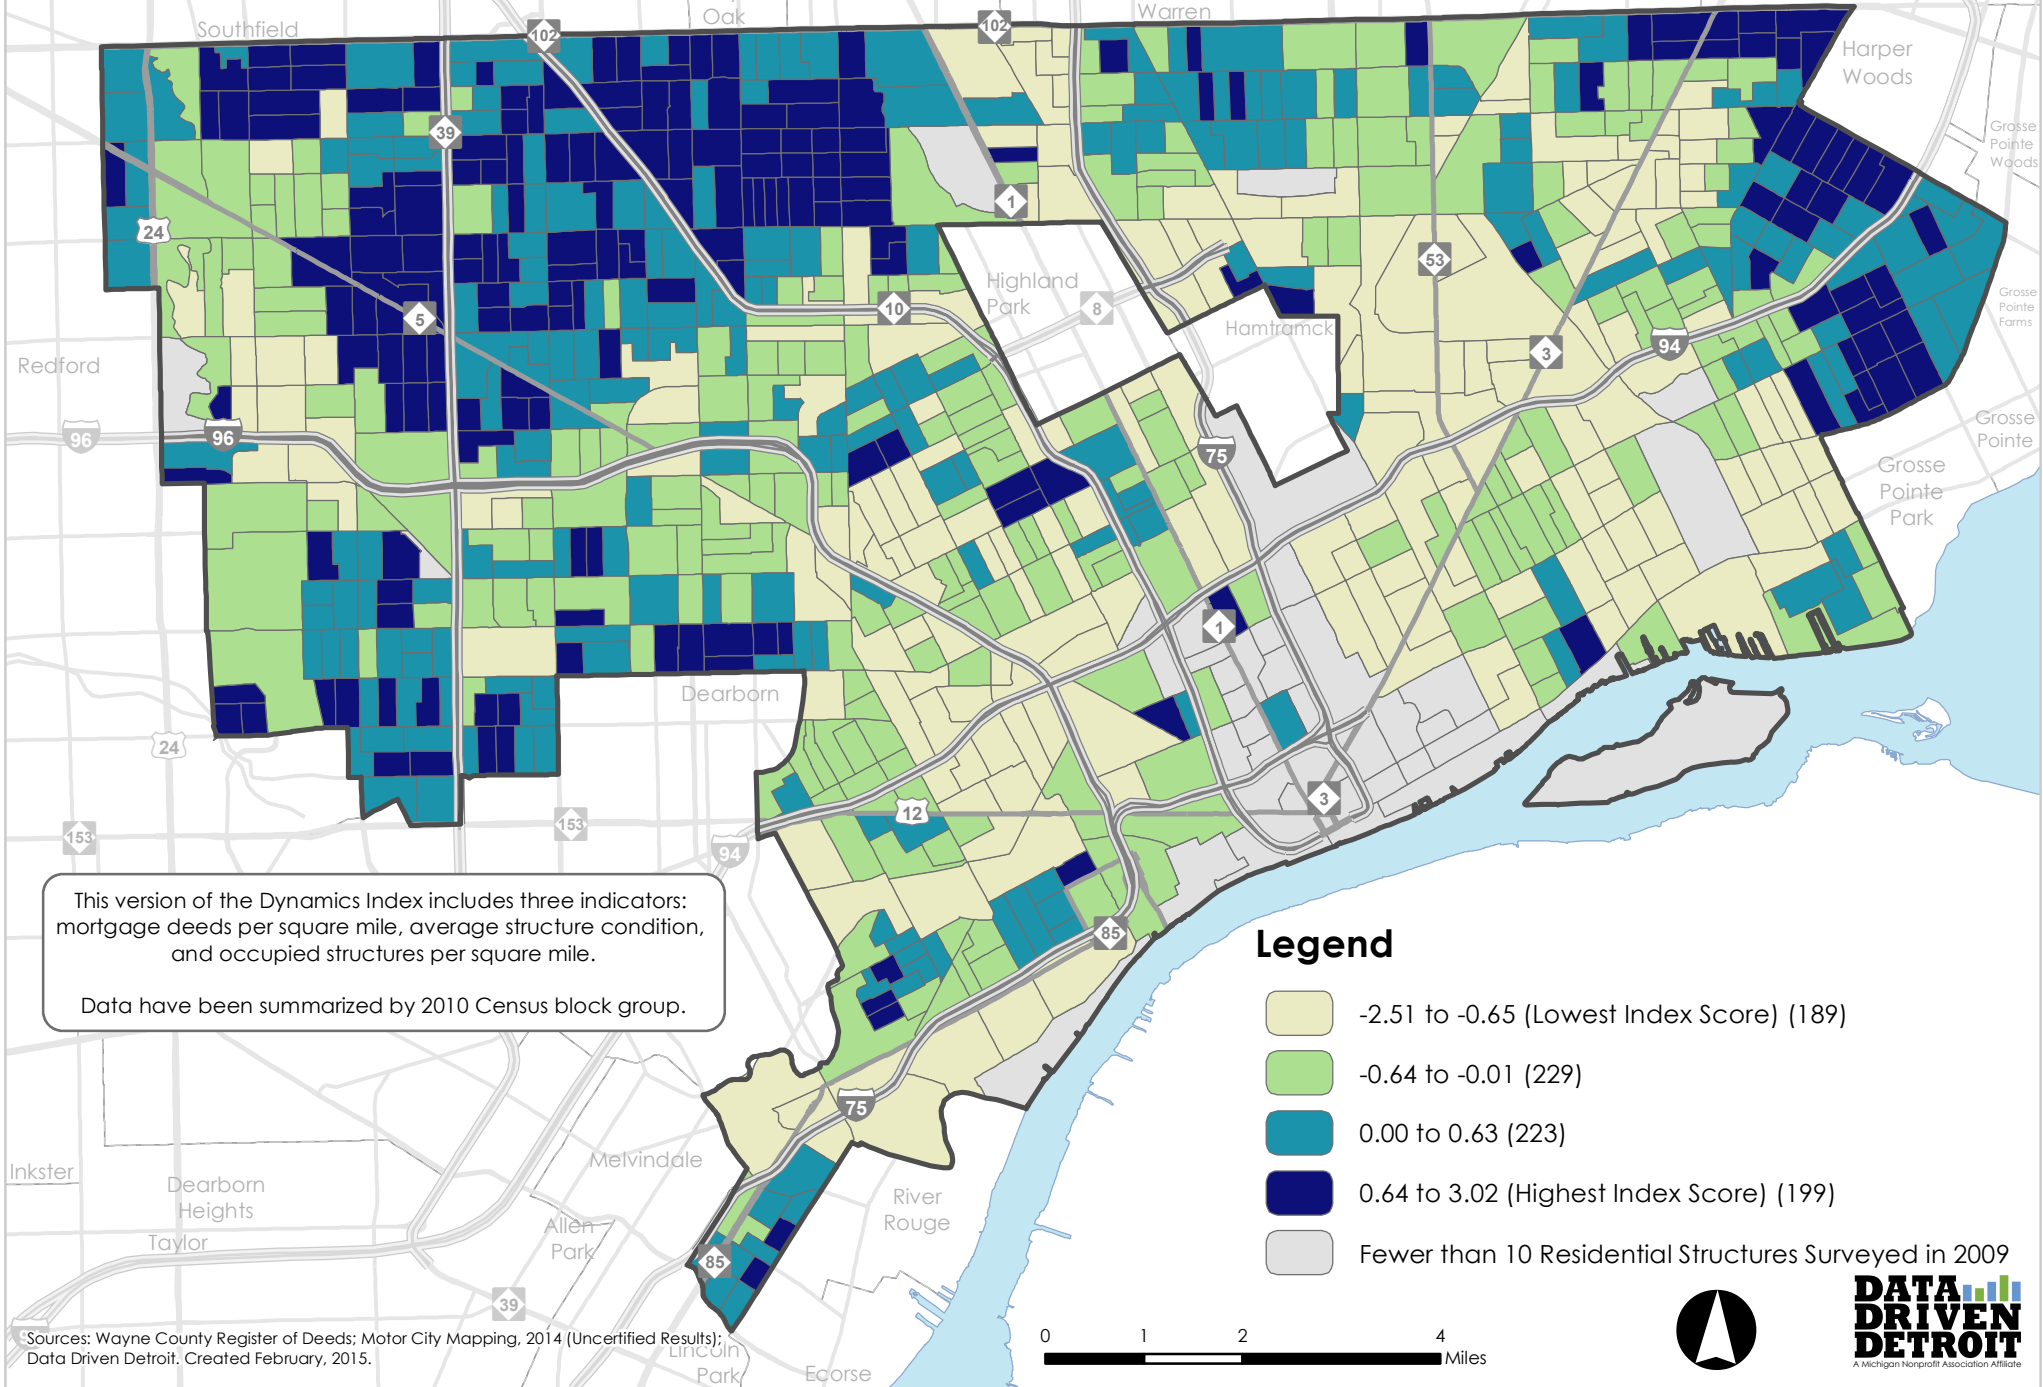 Southfield
Oak
Warren
102
102
Harper
Woods
39
Grosse
Pointe
Woods
1
24
53
Highland
Park
8
10
5
Hamtramck
Grosse
Pointe
Farms
3
94
Redford
96
96
75
Grosse
Pointe
Grosse
Pointe
Park
1
Dearborn
24
12
3
153
153
94
This version of the Dynamics Index includes three indicators:
mortgage deeds per square mile, average structure condition,
and occupied structures per square mile.
Data have been summarized by 2010 Census block group.
85
Legend
-2.51 to -0.65 (Lowest Index Score) (189)
-0.64 to -0.01 (229)
0.00 to 0.63 (223)
0.64 to 3.02 (Highest Index Score) (199)
Fewer than 10 Residential Structures Surveyed in 2009
75
Melvindale
Inkster
Dearborn
Heights
River
Rouge
Allen
Park
Taylor
85
39
Sources: Wayne County Register of Deeds; Motor City Mapping, 2014 (Uncertified Results);
Data Driven Detroit. Created February, 2015.
Lincoln
Park
Ecorse
0 1 2 4
Miles
DATA
DRIVEN
DETROIT
A Michigan Nonprofit Association Affiliate